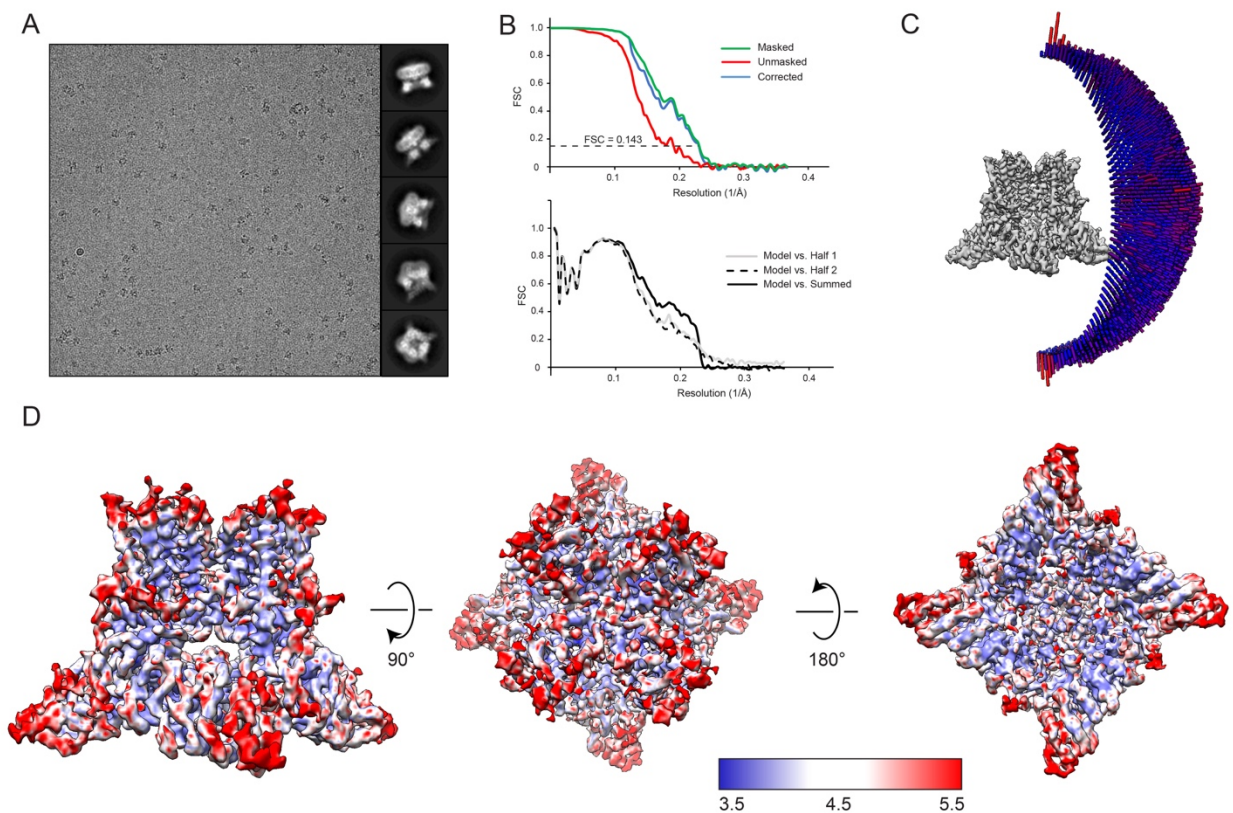 A
B
C
1.0
0.8
0.6
0.4
0.2
0
FSC
Masked
Unmasked
Corrected
FSC = 0.143
0.1
0.2
0.3
0.4
Resolution (1/Å)
1.0
0.8
0.6
0.4
0.2
0
FSC
Model vs. Half 1
Model vs. Half 2
Model vs. Summed
0.1
0.2
0.3
0.4
Resolution (1/Å)
D
90°
180°
3.5
4.5
5.5